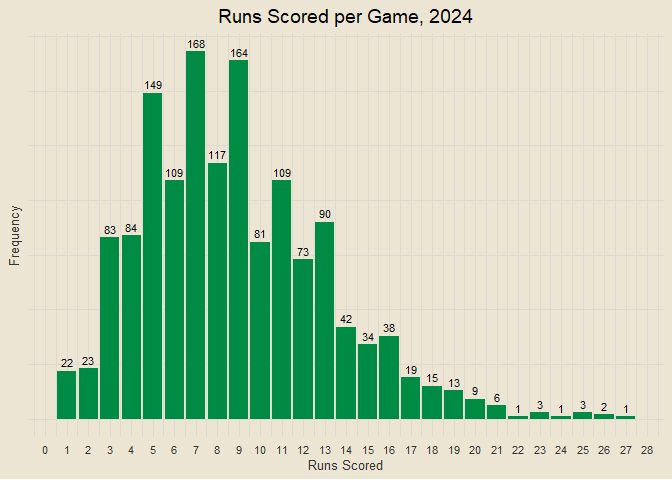 Runs Scored per Game, 2024
Frequency
22 23 83 84 149 109 168 117 164 81 109 73 90 42 34 38 19 15 13 9 6 1 3 1 3 2 1
0 1 2 3 4 5 6 7 8 9 10 11 12 13 14 15 16 17 18 19 20 21 22 23 24 25 26 27 28
Runs Scored